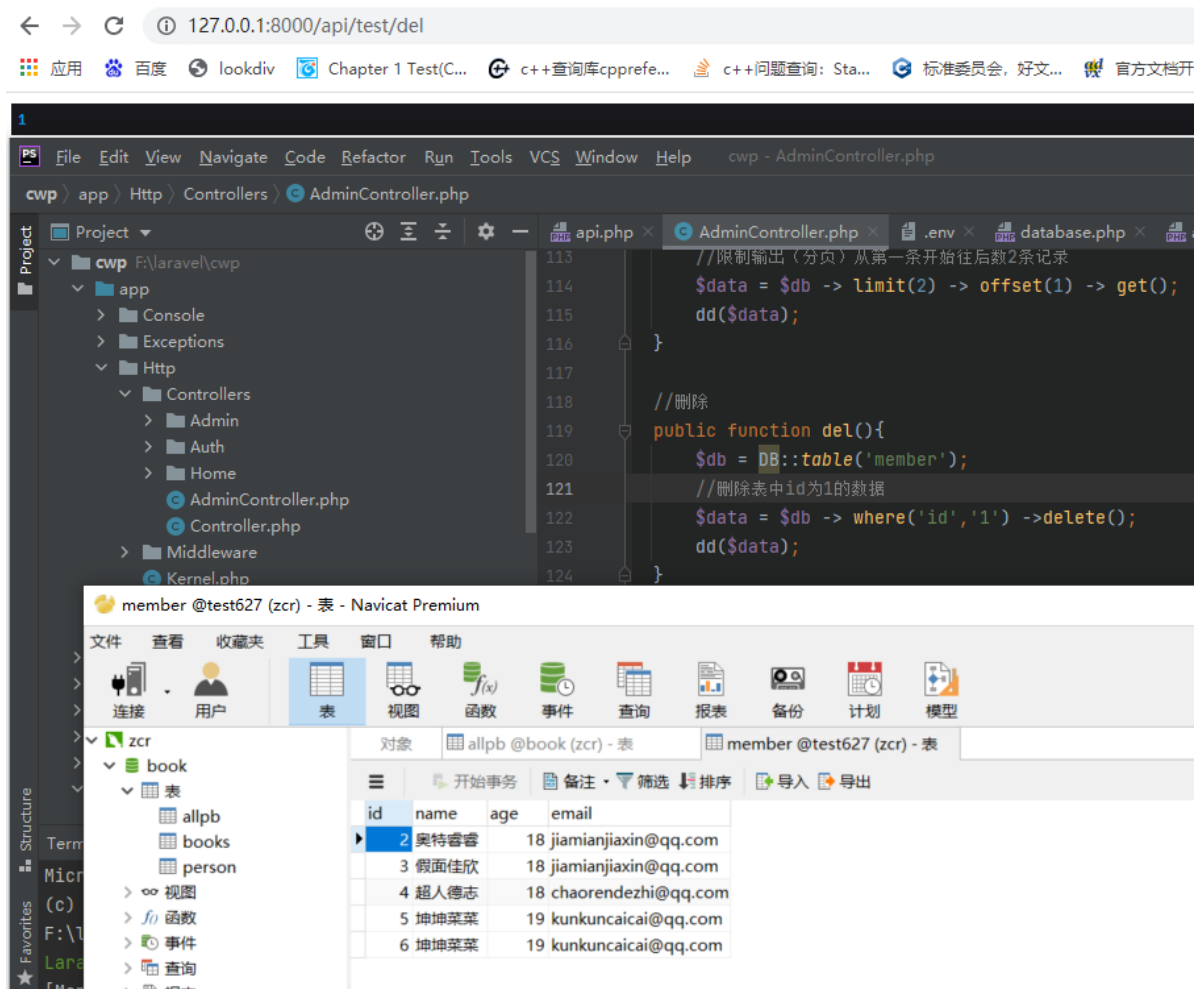 127.0.0.1:8000/api/test/del
应用 百度 lookdiv Chapter 1 Test(C... c++查询库cpprefe... c++问题查询：Sta... 标准委员会，好文... 官方文档开
1
PS File Edit View Navigate Code Refactor Run Tools VCS Window Help cwp - AdminController.php
cwp 〉 app 〉 Http 〉 Controllers 〉 AdminController.php
Project api.php AdminController.php .env database.php
Project
cwp F:\laravel\cwp
app
Console
Exceptions
Http
Controllers
Admin
Auth
Home
AdminController.php
Controller.php
Middleware
Kernel.php
113 //限制输出（分页）从第一条开始往后数2条记录
114 $data = $db -> limit(2) -> offset(1) -> get();
115 dd($data);
116 }
117
118 //删除
119 public function del(){
120 $db = DB::table('member');
121 //删除表中id为1的数据
122 $data = $db -> where('id','1') ->delete();
123 dd($data);
124 }
member @test627 (zcr) - 表 - Navicat Premium
文件 查看 收藏夹 工具 窗口 帮助
连接 用户 表 视图 函数 事件 查询 报表 备份 计划 模型
f(x)
zcr
book
表
allpb
books
person
视图
函数
事件
查询
对象 allpb @book (zcr) - 表 member @test627 (zcr) - 表
开始事务 备注 筛选 排序 导入 导出
id name age email
2 奥特睿睿 18 jiamianjiaxin@qq.com
3 假面佳欣 18 jiamianjiaxin@qq.com
4 超人德志 18 chaorendezhi@qq.com
5 坤坤菜菜 19 kunkuncaicai@qq.com
6 坤坤菜菜 19 kunkuncaicai@qq.com
Structure
Favorites
Term
Micr
(c)
F:\l
Lara